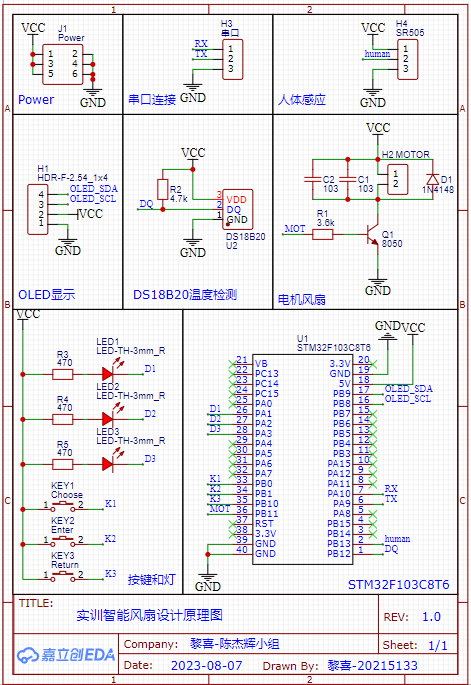 1 2
VCC
J1
Power
1 2
3 4
5 6
GND
Power
H3
串口
RX 1
TX 2
3
GND
串口连接
H4
SR505
VCC
1
human 2
3
GND
人体感应
A A
H1
HDR-F-2.54_1x4
4 OLED_SDA
3 OLED_SCL
2 VCC
1
GND
OLED显示
VCC
R2
4.7k
DQ
3 VDD
2 DQ
1 GND
DS18B20
U2
GND
DS18B20温度检测
VCC
H2 MOTOR
C2
103
C1
103
1
2
D1
1N4148
R1
3.6k
MOT
Q1
8050
GND
电机风扇
B B
VCC
LED1
LED-TH-3mm_R
R3
470
D1
LED2
LED-TH-3mm_R
R4
470
D2
LED3
LED-TH-3mm_R
R5
470
D3
KEY1
Choose
1 2 K1
KEY2
Enter
1 2 K2
KEY3
Return
1 2 K3
按键和灯
GND VCC
U1
STM32F103C8T6
21 VB 3.3V 20
22 PC13 GND 19
23 PC14 5V 18
24 PC15 PB9 17 OLED_SDA
25 PA0 PB8 16 OLED_SCL
D1 26 PA1 PB7 15
D2 27 PA2 PB6 14
D3 28 PA3 PB5 13
29 PA4 PB4 12
30 PA5 PB3 11
31 PA6 PA15 10
32 PA7 PA12 9
K1 33 PB0 PA11 8
K2 34 PB1 PA10 7 RX
K3 35 PB10 PA9 6 TX
MOT 36 PB11 PA8 5
37 RST PB15 4
38 3.3V PB14 3
39 GND PB13 2 human
40 GND PB12 1 DQ
GND
STM32F103C8T6
C C
TITLE:
实训智能风扇设计原理图
REV: 1.0
嘉立创EDA
Company: 黎喜-陈杰辉小组
Sheet: 1/1
Date: 2023-08-07
Drawn By: 黎喜-20215133
1 2